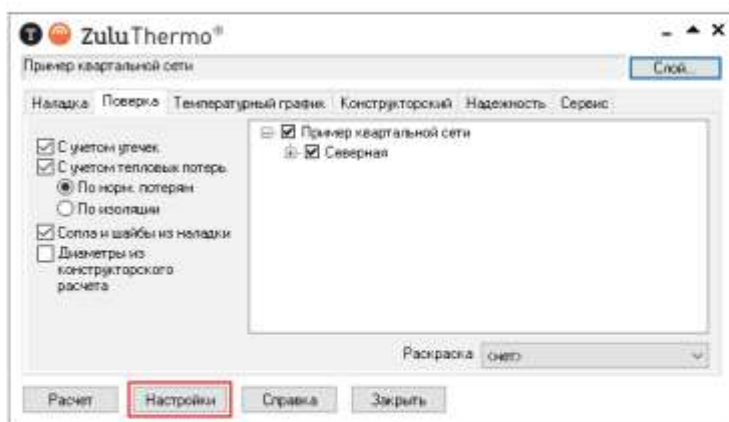 ZuluThermo®
Пример квартальной сети
Слой...
Наладка Поверка Температурный график Конструкторский Надежность Сервис
С учетом утечек
С учетом тепловых потерь
По норм. потерям
По изоляции
Сопла и шайбы из наладки
Диаметры из
конструкторского
расчета
Пример квартальной сети
Северная
Раскраска <нет>
Расчет Настройки Справка Закрыть